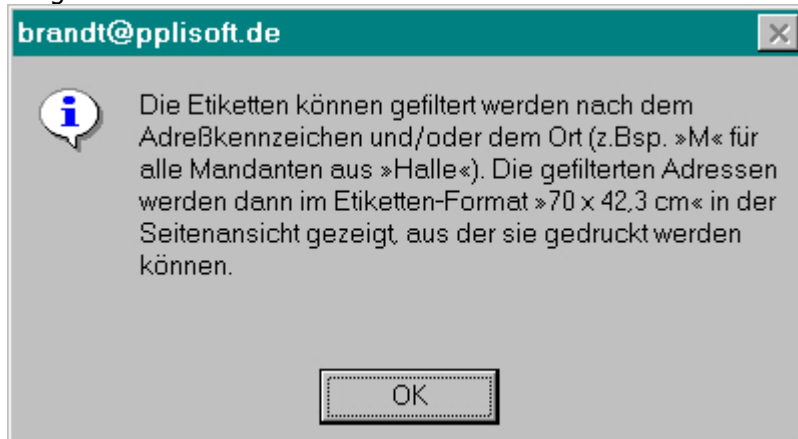 brandt@pplisoft.de
Die Etiketten können gefiltert werden nach dem
Adreßkennzeichen und/oder dem Ort (z.Bsp. »M« für
alle Mandanten aus »Halle«). Die gefilterten Adressen
werden dann im Etiketten-Format »70 x 42,3 cm« in der
Seitenansicht gezeigt, aus der sie gedruckt werden
können.
OK